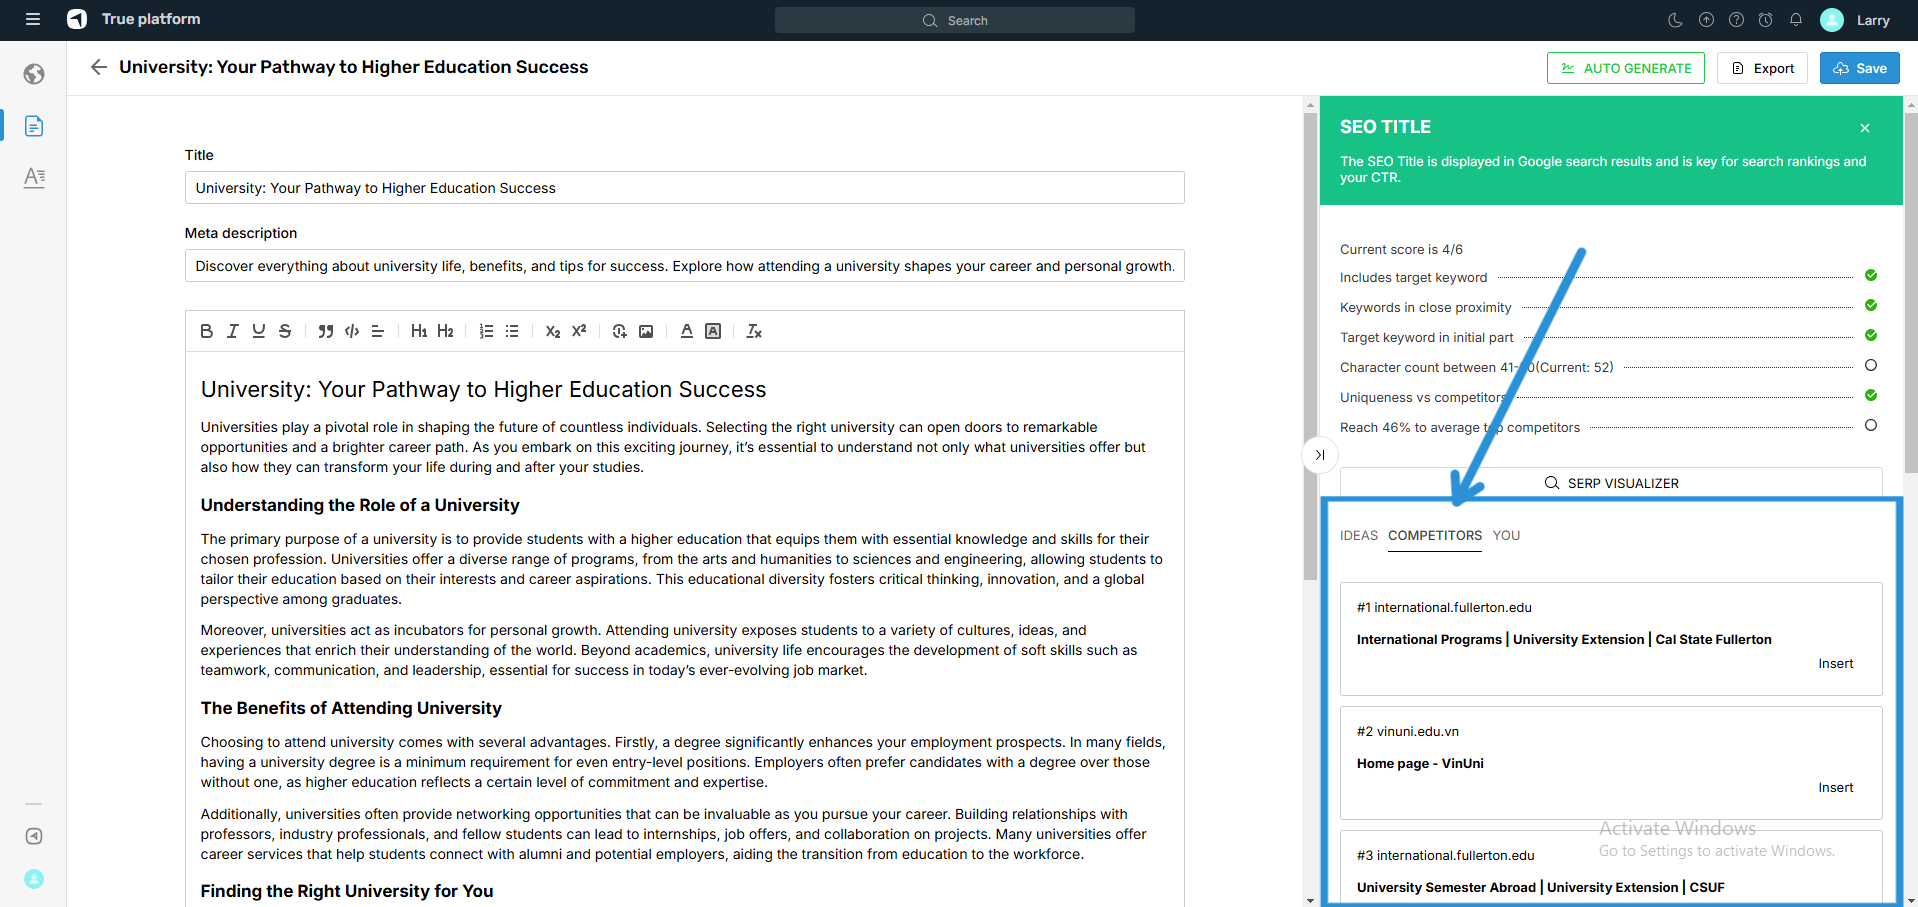 True platform
Search
Larry
University: Your Pathway to Higher Education Success
AUTO GENERATE
Export
Save
Title
University: Your Pathway to Higher Education Success
Meta description
Discover everything about university life, benefits, and tips for success. Explore how attending a university shapes your career and personal growth.
University: Your Pathway to Higher Education Success
Universities play a pivotal role in shaping the future of countless individuals. Selecting the right university can open doors to remarkable
opportunities and a brighter career path. As you embark on this exciting journey, it's essential to understand not only what universities offer but
also how they can transform your life during and after your studies.
Understanding the Role of a University
The primary purpose of a university is to provide students with a higher education that equips them with essential knowledge and skills for their
chosen profession. Universities offer a diverse range of programs, from the arts and humanities to sciences and engineering, allowing students to
tailor their education based on their interests and career aspirations. This educational diversity fosters critical thinking, innovation, and a global
perspective among graduates.
Moreover, universities act as incubators for personal growth. Attending university exposes students to a variety of cultures, ideas, and
experiences that enrich their understanding of the world. Beyond academics, university life encourages the development of soft skills such as
teamwork, communication, and leadership, essential for success in today's ever-evolving job market.
The Benefits of Attending University
Choosing to attend university comes with several advantages. Firstly, a degree significantly enhances your employment prospects. In many fields,
having a university degree is a minimum requirement for even entry-level positions. Employers often prefer candidates with a degree over those
without one, as higher education reflects a certain level of commitment and expertise.
Additionally, universities often provide networking opportunities that can be invaluable as you pursue your career. Building relationships with
professors, industry professionals, and fellow students can lead to internships, job offers, and collaboration on projects. Many universities offer
career services that help students connect with alumni and potential employers, aiding the transition from education to the workforce.
Finding the Right University for You
SEO TITLE
The SEO Title is displayed in Google search results and is key for search rankings and
your CTR.
Current score is 4/6
Includes target keyword
Keywords in close proximity
Target keyword in initial part
Character count between 41- 0(Current: 52)
Uniqueness vs competitors
Reach 46% to average top competitors
SERP VISUALIZER
IDEAS COMPETITORS YOU
#1 international.fullerton.edu
International Programs | University Extension | Cal State Fullerton
Insert
#2 vinuni.edu.vn
Home page - VinUni
Insert
#3 international.fullerton.edu
University Semester Abroad | University Extension | CSUF
Activate Windows
Go to Settings to activate Windows.